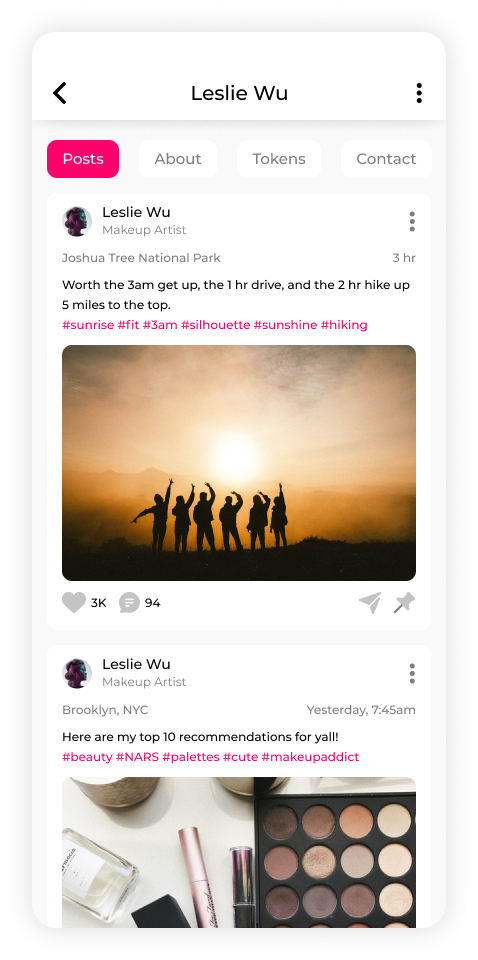 Leslie Wu
Posts About Tokens Contact
Leslie Wu
Makeup Artist
Joshua Tree National Park 3 hr
Worth the 3am get up, the 1 hr drive, and the 2 hr hike up
5 miles to the top.
#sunrise #fit #3am #silhouette #sunshine #hiking
3K 94
Leslie Wu
Makeup Artist
Brooklyn, NYC Yesterday, 7:45am
Here are my top 10 recommendations for yall!
#beauty #NARS #palettes #cute #makeupaddict